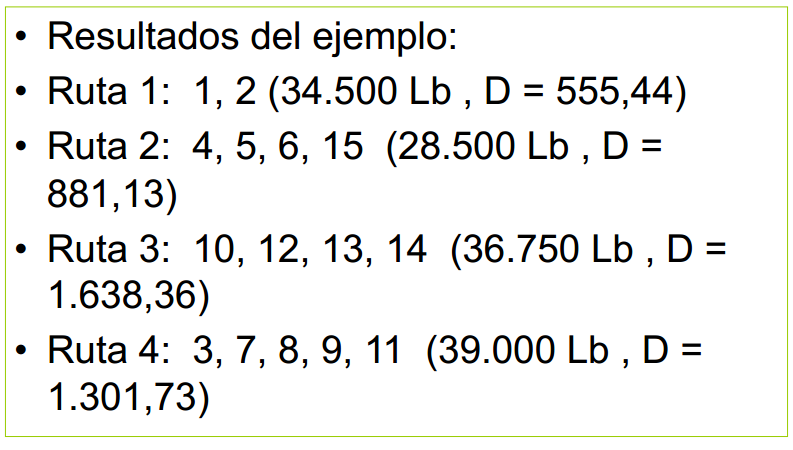 • Resultados del ejemplo:
• Ruta 1:  1, 2 (34.500 Lb , D = 555,44)
• Ruta 2:  4, 5, 6, 15  (28.500 Lb , D =
881,13)
• Ruta 3:  10, 12, 13, 14  (36.750 Lb , D =
1.638,36)
• Ruta 4:  3, 7, 8, 9, 11  (39.000 Lb , D =
1.301,73)